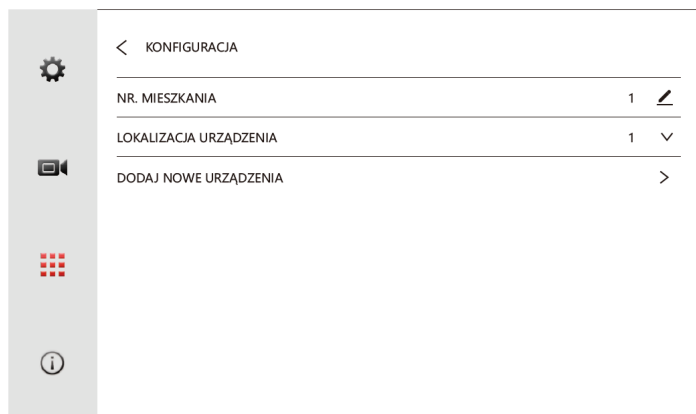 KONFIGURACJA
NR. MIESZKANIA 1
LOKALIZACJA URZĄDZENIA 1
DODAJ NOWE URZĄDZENIA